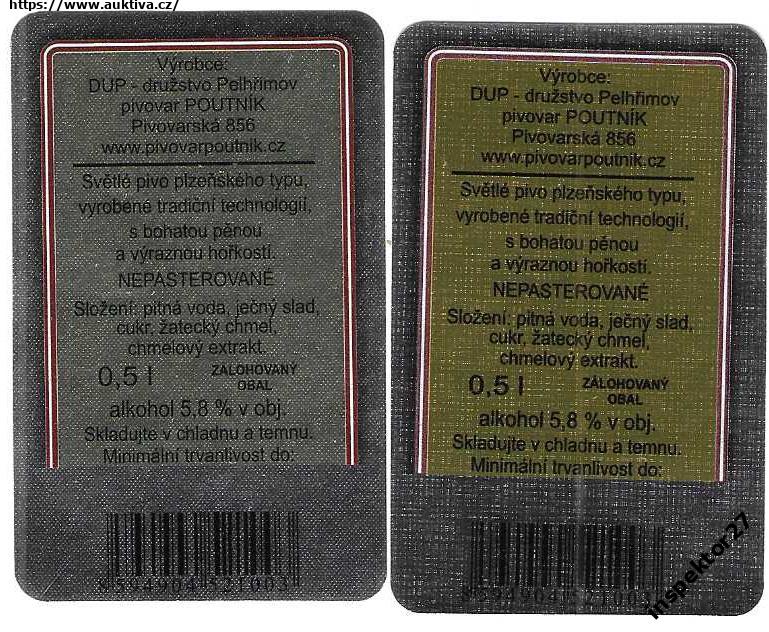 https://www.auktiva.cz/
Výrobce:
DUP - družstvo Pelhřimov
pivovar POUTNÍK
Pivovarská 856
www.pivovarpoutnik.cz
Světlé pivo plzeňského typu,
vyrobené tradiční technologií,
s bohatou pěnou
a výraznou hořkostí.
NEPASTEROVANÉ
Složení: pitná voda, ječný slad,
cukr, žatecký chmel,
chmelový extrakt.
0,5 l ZÁLOHOVANÝ
OBAL
alkohol 5,8 % v obj.
Skladujte v chladnu a temnu.
Minimální trvanlivost do:
8594904521003
Výrobce:
DUP - družstvo Pelhřimov
pivovar POUTNÍK
Pivovarská 856
www.pivovarpoutnik.cz
Světlé pivo plzeňského typu,
vyrobené tradiční technologií,
s bohatou pěnou
a výraznou hořkostí.
NEPASTEROVANÉ
Složení: pitná voda, ječný slad,
cukr, žatecký chmel,
chmelový extrakt.
0,5 l ZÁLOHOVANÝ
OBAL
alkohol 5,8 % v obj.
Skladujte v chladnu a temnu.
Minimální trvanlivost do:
8594904521003
inspektor27